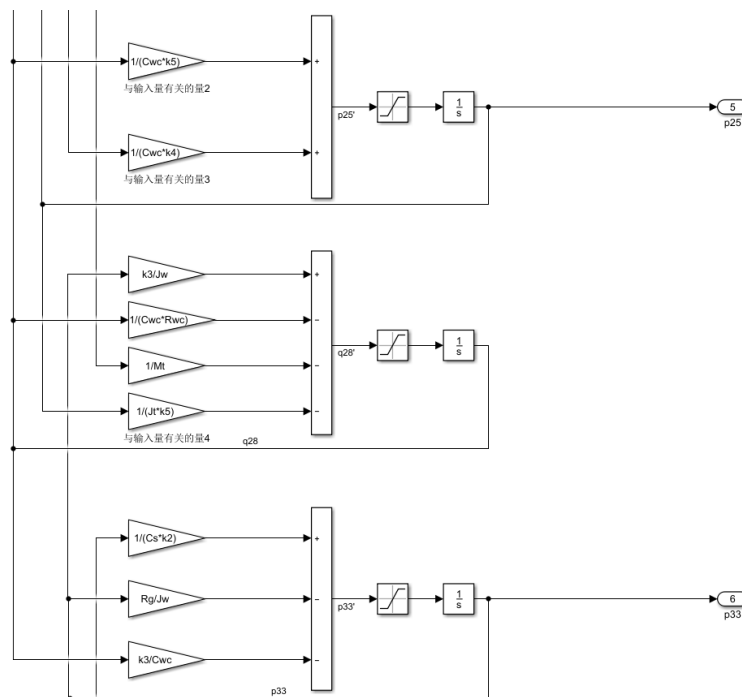 1/(Cwc*k5)
+
与输入量有关的量2
p25'
1
s
5
p25
1/(Cwc*k4)
+
与输入量有关的量3
k3/Jw
+
1/(Cwc*Rwc)
−
q28'
1
s
1/Mt
−
1/(Jt*k5)
−
与输入量有关的量4
q28
1/(Cs*k2)
+
Rg/Jw
−
p33'
1
s
6
p33
k3/Cwc
−
p33